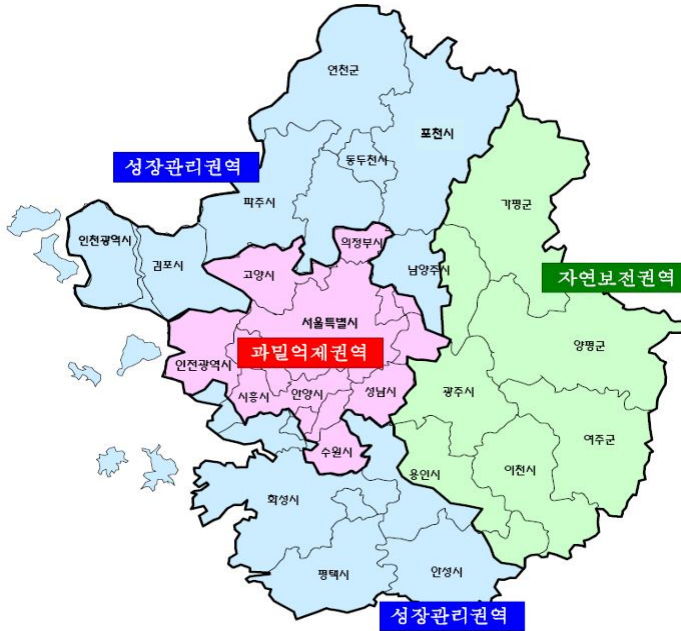 연천군
포천시
동두천시
성장관리권역
파주시
가평군
인천광역시
김포시
의정부시
고양시
남양주시
자연보전권역
서울특별시
양평군
과밀억제권역
인천광역시
시흥시
안양시
성남시
광주시
여주군
수원시
용인시
이천시
화성시
평택시
안성시
성장관리권역